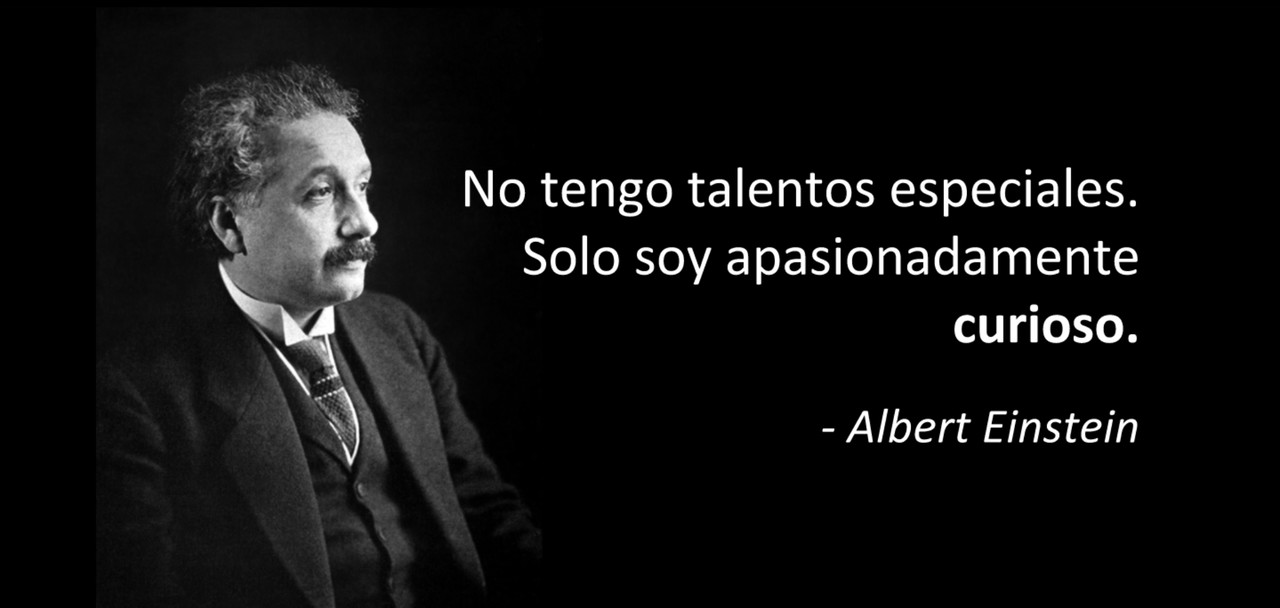 No tengo talentos especiales.
Solo soy apasionadamente
curioso.
- Albert Einstein